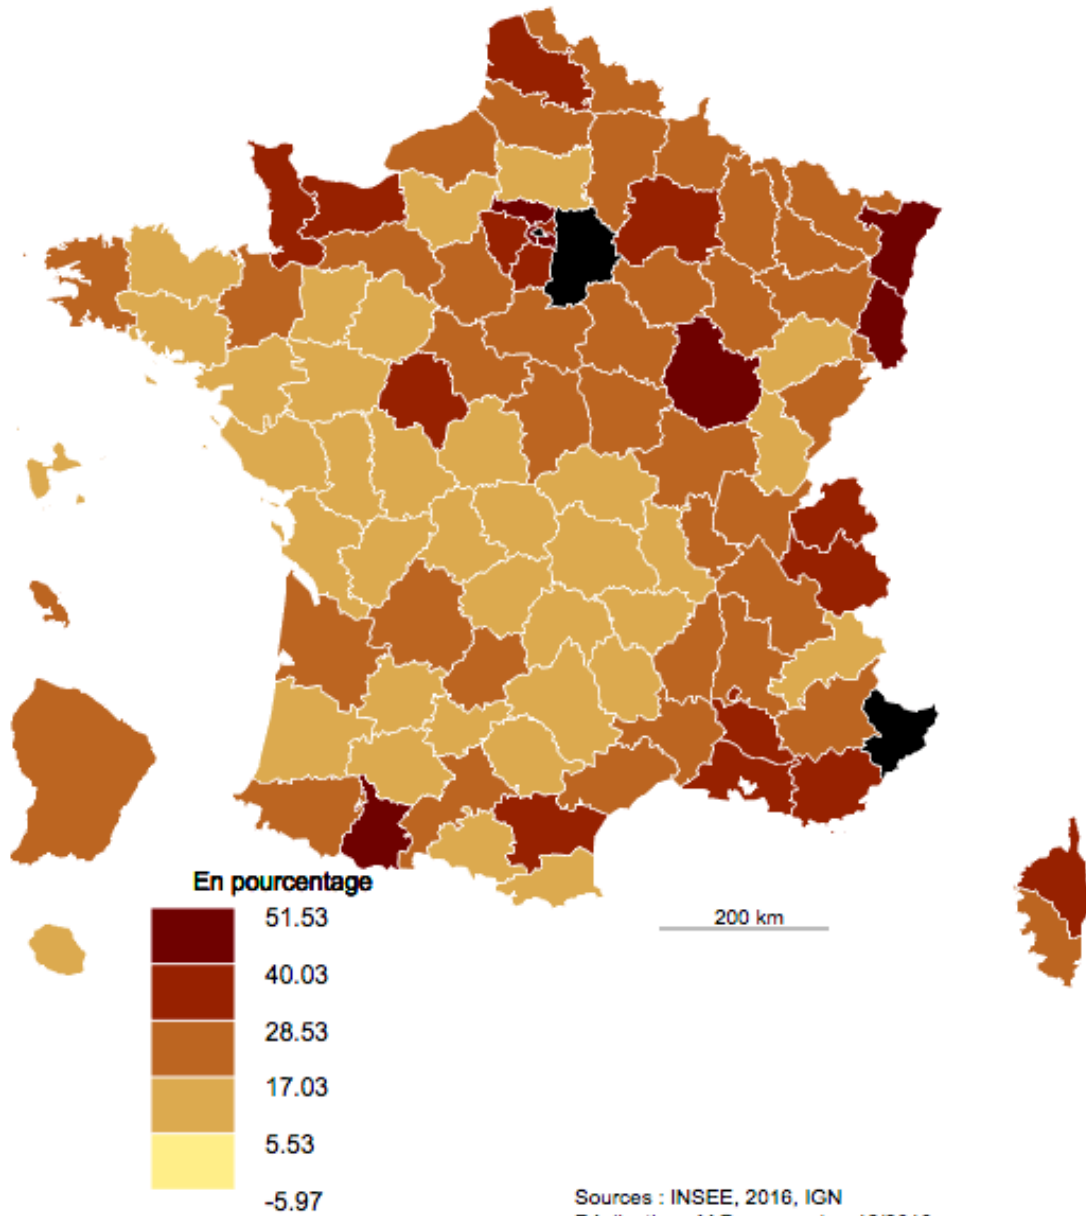 En pourcentage
51.53
200 km
40.03
28.53
17.03
5.53
-5.97
Sources : INSEE, 2016, IGN